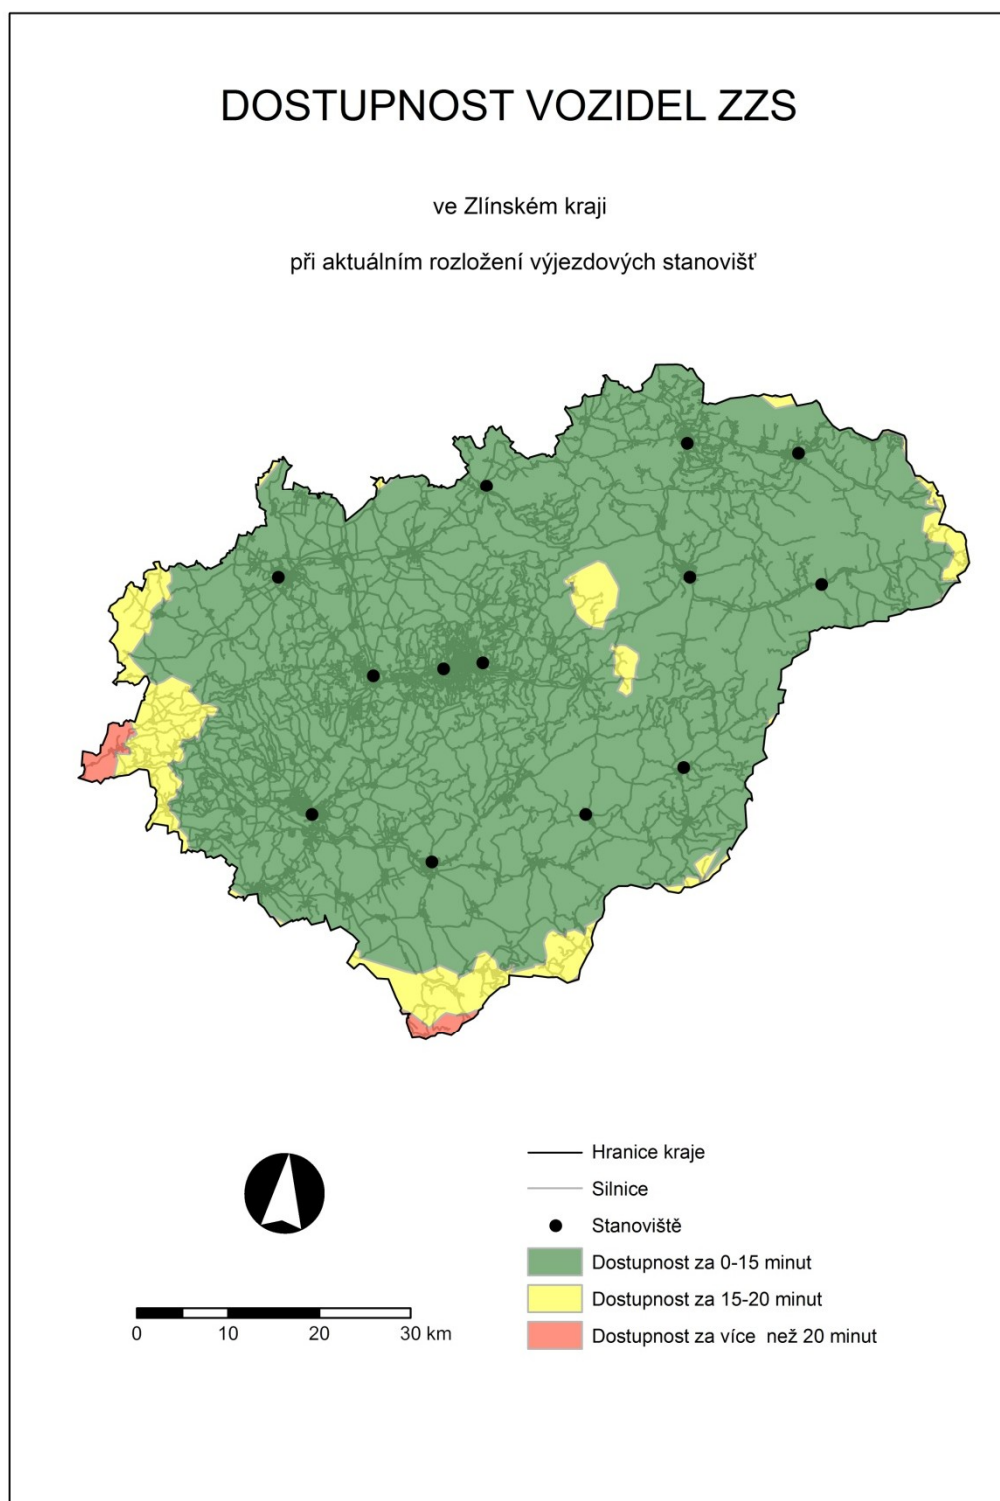 DOSTUPNOST VOZIDEL ZZS
ve Zlínském kraji
při aktuálním rozložení výjezdových stanovišť
Hranice kraje
Silnice
Stanoviště
Dostupnost za 0-15 minut
Dostupnost za 15-20 minut
Dostupnost za více než 20 minut
0 10 20 30 km